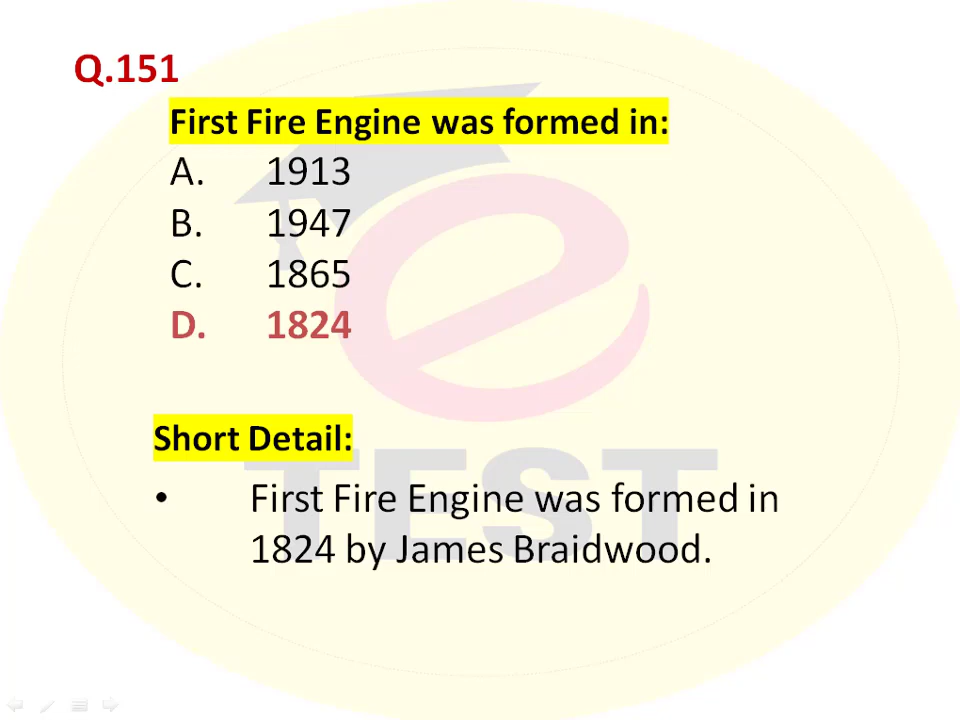 Q.151
First Fire Engine was formed in:
A. 1913
B. 1947
C. 1865
D. 1824
Short Detail:
• First Fire Engine was formed in
1824 by James Braidwood.
e
TEST